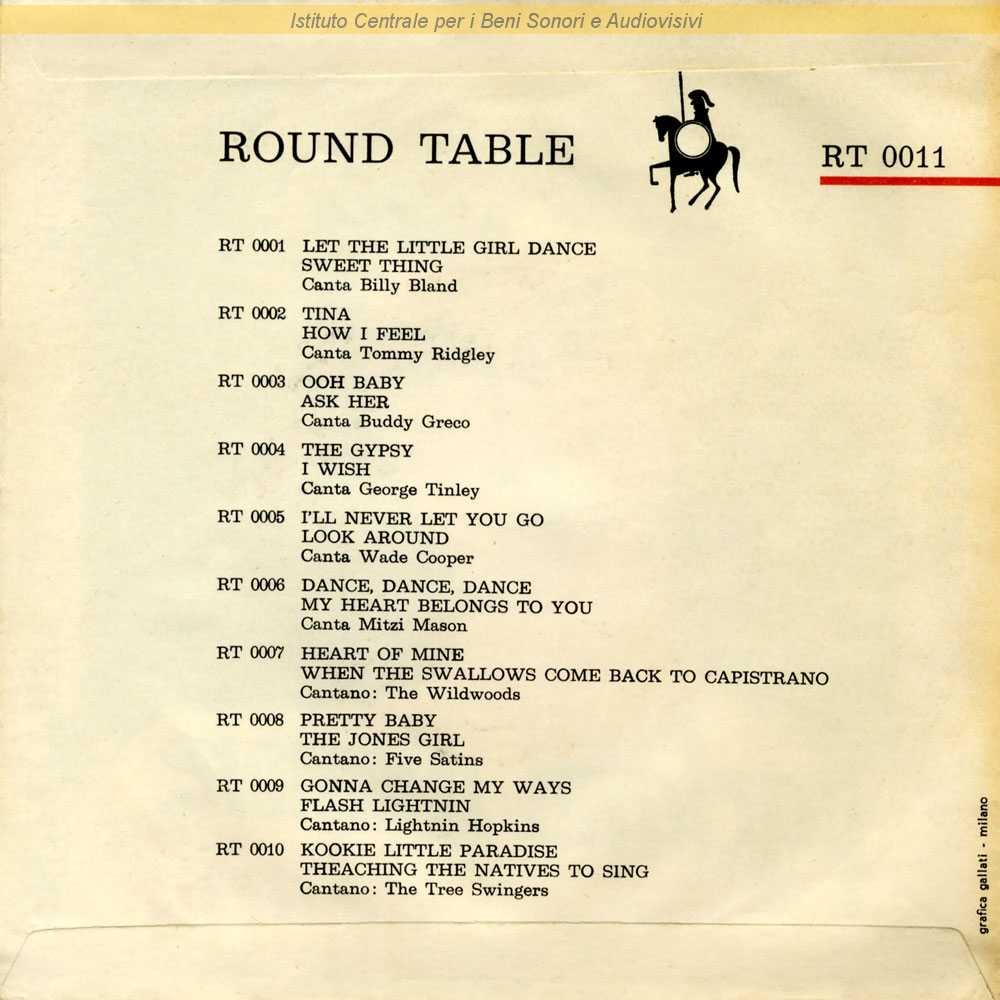 Istituto Centrale per i Beni Sonori e Audiovisivi
ROUND TABLE
RT 0011
RT 0001 LET THE LITTLE GIRL DANCE
SWEET THING
Canta Billy Bland
RT 0002 TINA
HOW I FEEL
Canta Tommy Ridgley
RT 0003 OOH BABY
ASK HER
Canta Buddy Greco
RT 0004 THE GYPSY
I WISH
Canta George Tinley
RT 0005 I'LL NEVER LET YOU GO
LOOK AROUND
Canta Wade Cooper
RT 0006 DANCE, DANCE, DANCE
MY HEART BELONGS TO YOU
Canta Mitzi Mason
RT 0007 HEART OF MINE
WHEN THE SWALLOWS COME BACK TO CAPISTRANO
Cantano: The Wildwoods
RT 0008 PRETTY BABY
THE JONES GIRL
Cantano: Five Satins
RT 0009 GONNA CHANGE MY WAYS
FLASH LIGHTNIN
Cantano: Lightnin Hopkins
RT 0010 KOOKIE LITTLE PARADISE
THEACHING THE NATIVES TO SING
Cantano: The Tree Swingers
grafica gallati - milano